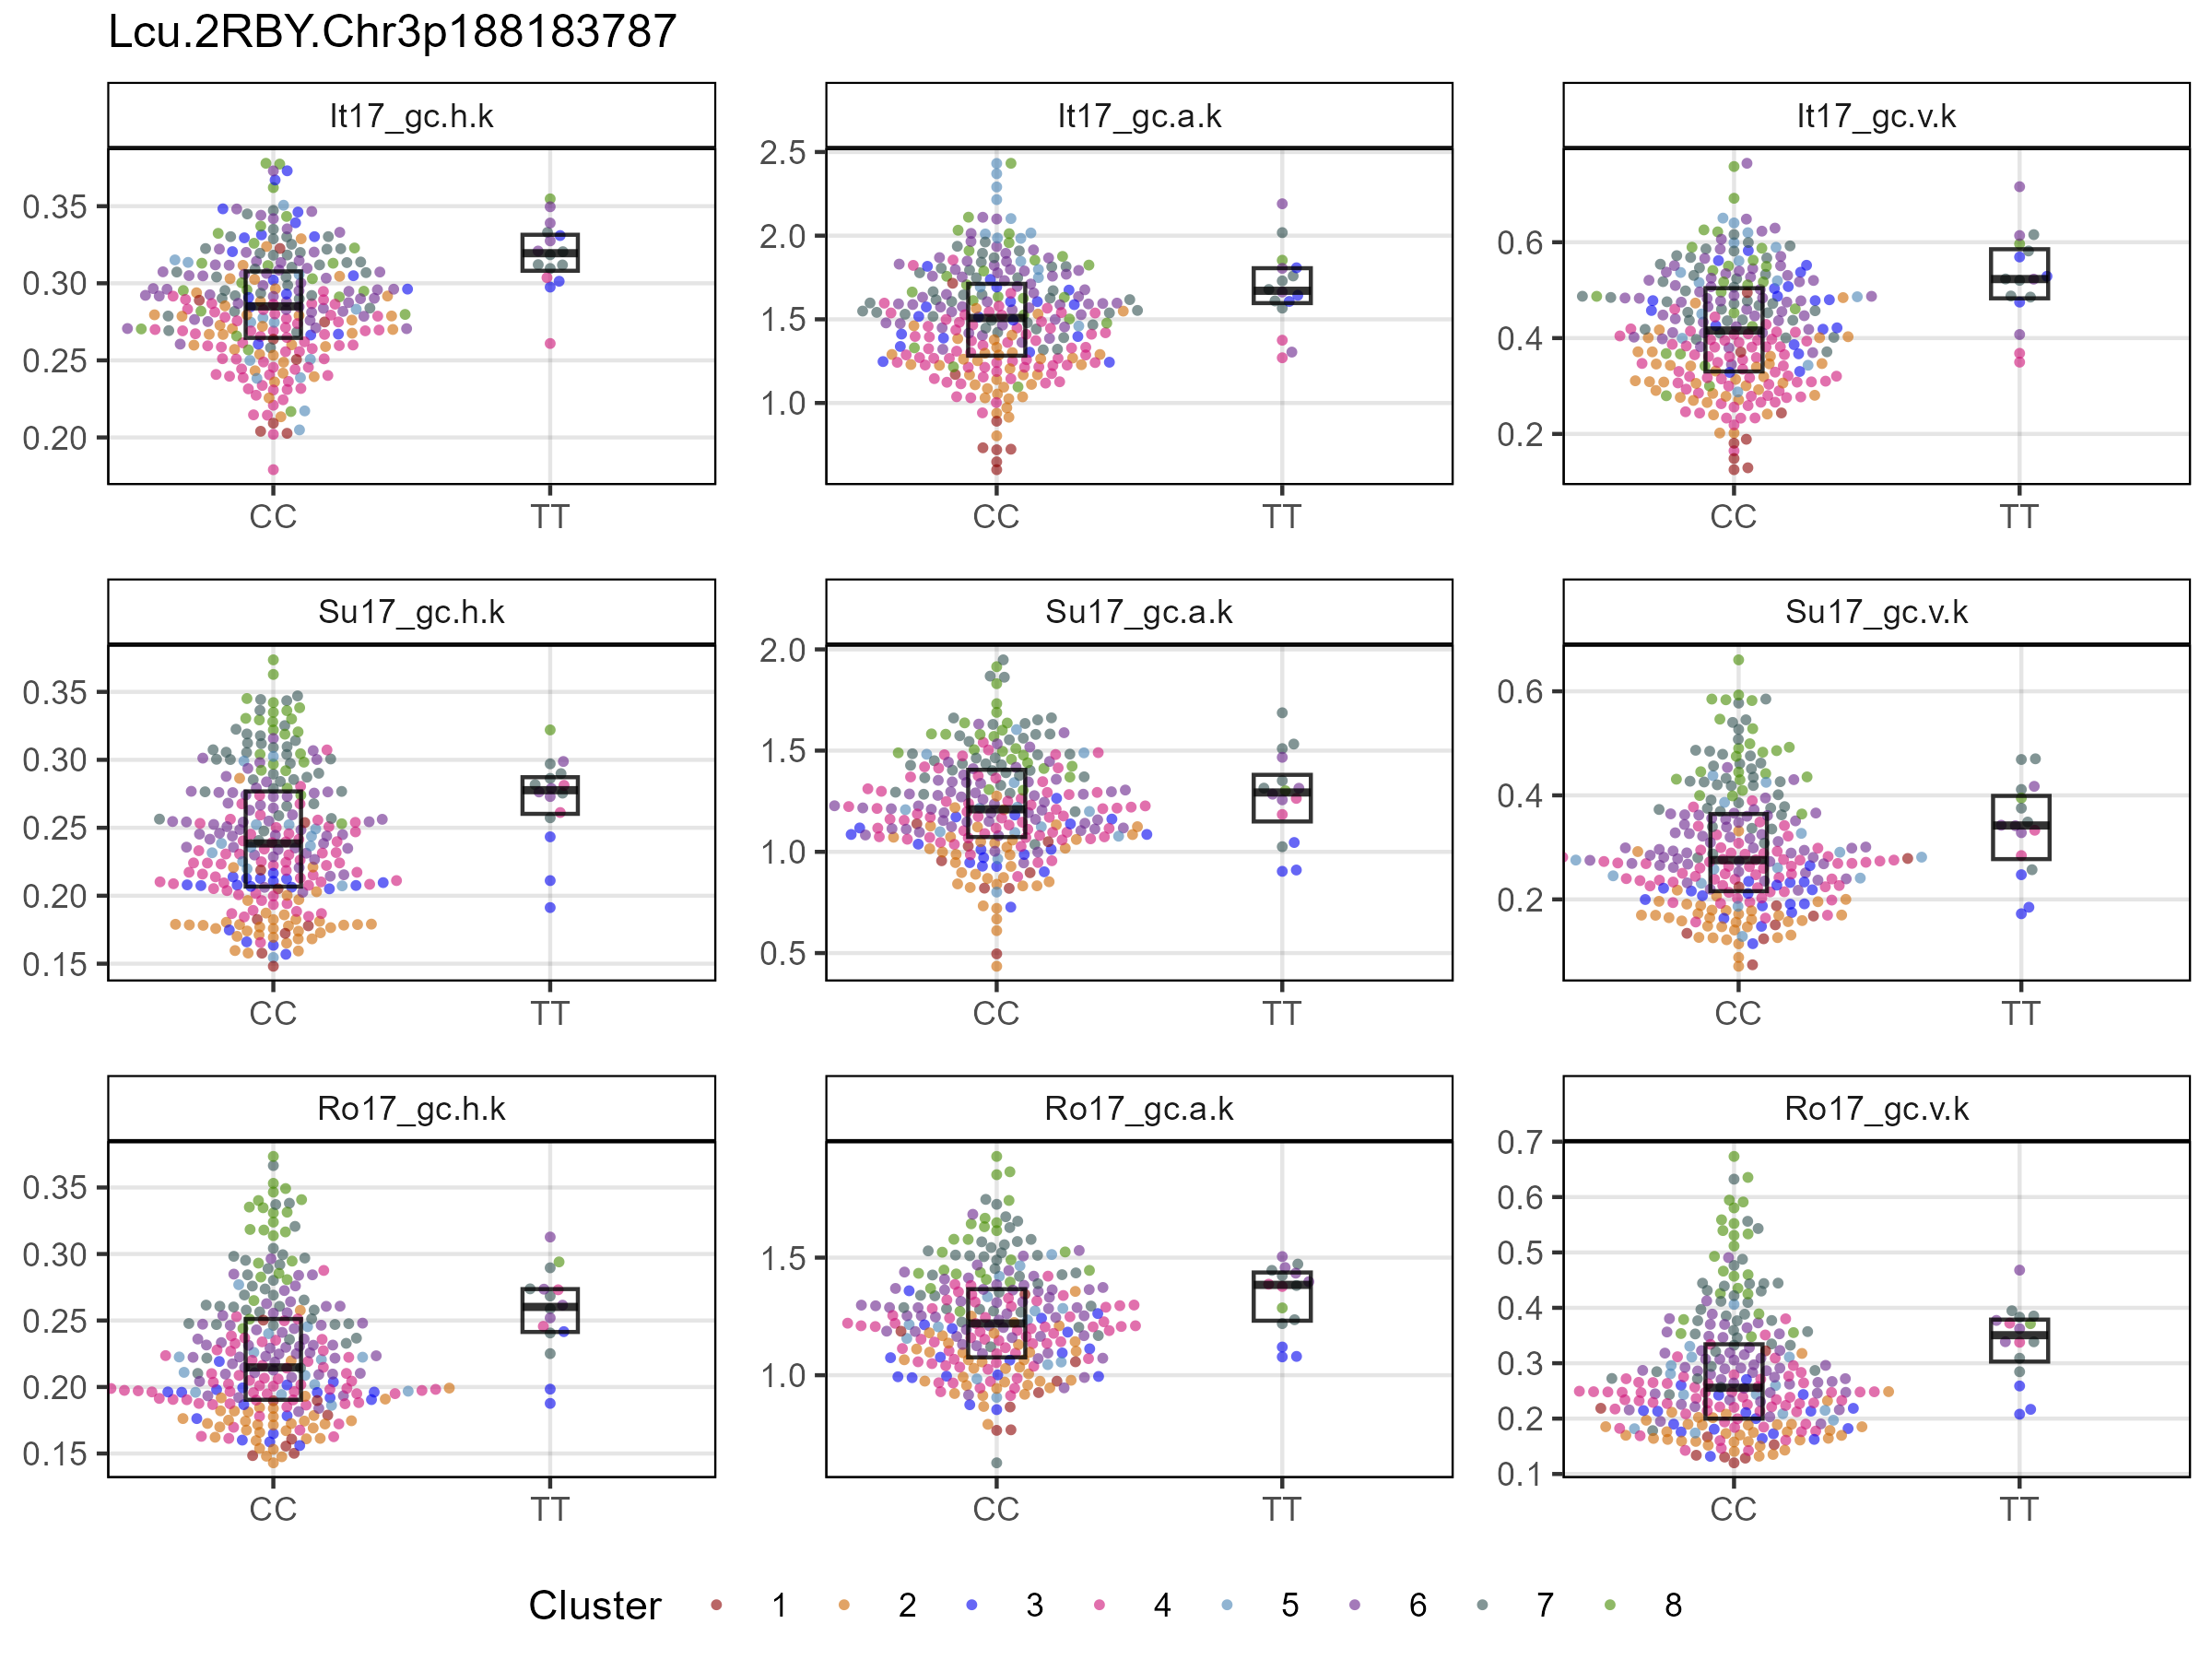 Lcu.2RBY.Chr3p188183787
It17_gc.h.k
It17_gc.a.k
It17_gc.v.k
0.35
0.30
0.25
0.20
CC
TT
2.5
2.0
1.5
1.0
CC
TT
0.6
0.4
0.2
CC
TT
Su17_gc.h.k
Su17_gc.a.k
Su17_gc.v.k
0.35
0.30
0.25
0.20
0.15
CC
TT
2.0
1.5
1.0
0.5
CC
TT
0.6
0.4
0.2
CC
TT
Ro17_gc.h.k
Ro17_gc.a.k
Ro17_gc.v.k
0.35
0.30
0.25
0.20
0.15
CC
TT
1.5
1.0
CC
TT
0.7
0.6
0.5
0.4
0.3
0.2
0.1
CC
TT
Cluster 1 2 3 4 5 6 7 8